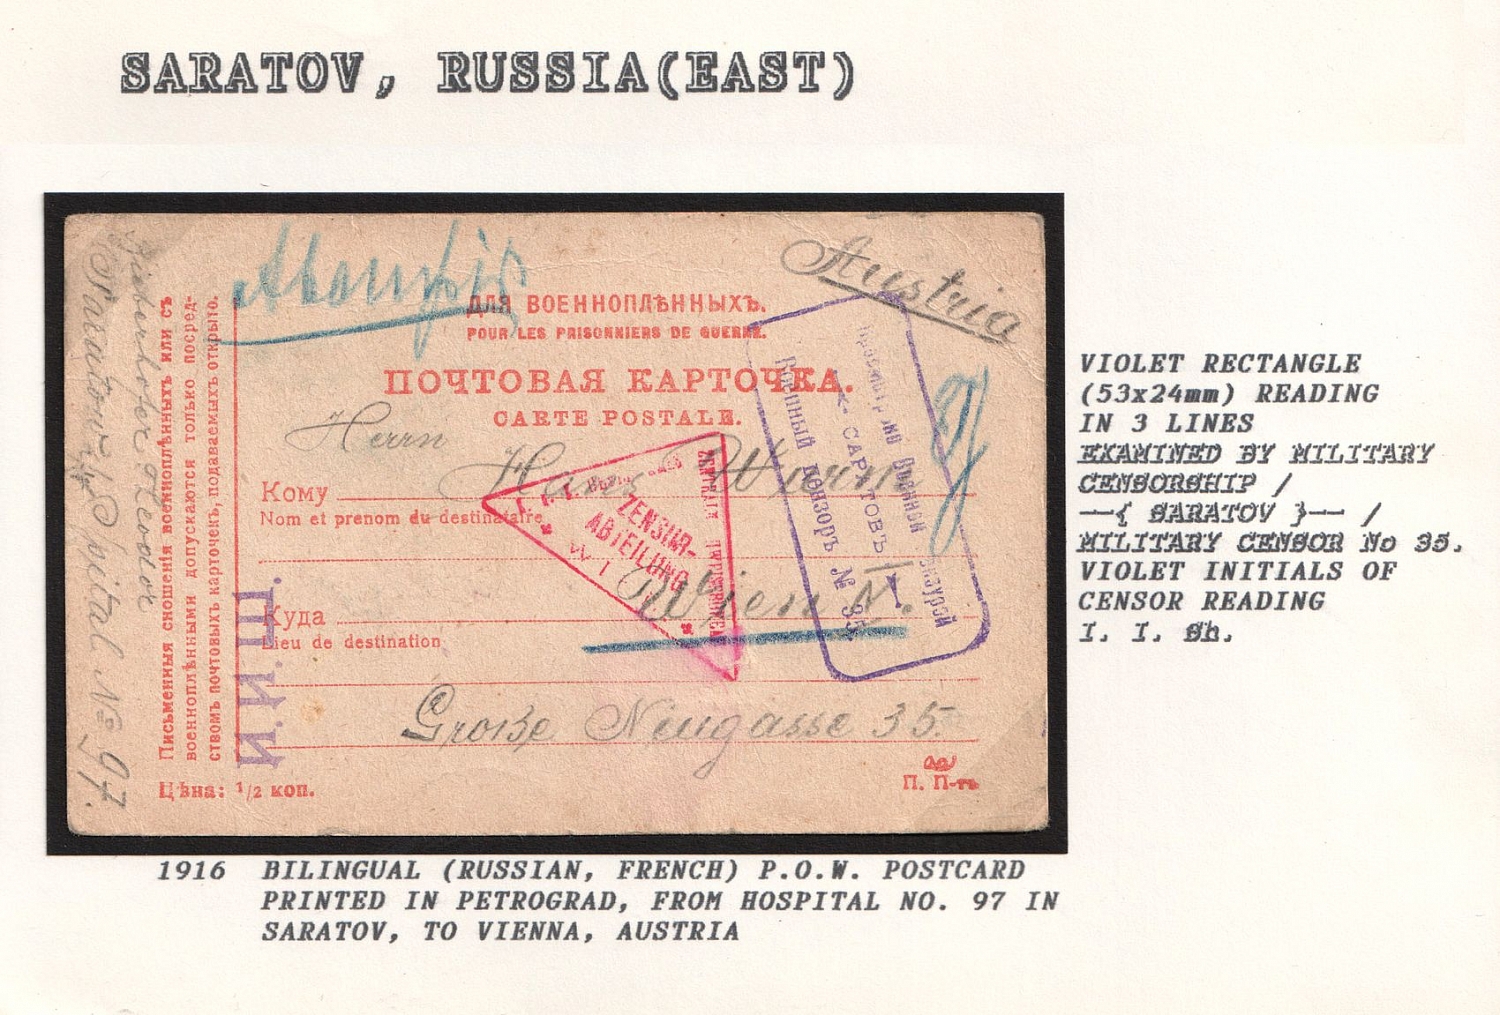 SARATOV, RUSSIA(EAST)
Austria
ДЛЯ ВОЕННОПЛѢННЫХЪ.
POUR LES PRISONNIERS DE GUERRE.
ПОЧТОВАЯ КАРТОЧКА.
CARTE POSTALE.
Herrn
Hans Wurm
Кому
Nom et prenom du destinataire
Wien
Куда
Lieu de destination
Große Neugasse 35.
Цѣна: 1/2 коп.
П. П-тъ
Письменныя сношенія военноплѣнныхъ или съ
военноплѣнными допускаются только посред-
ствомъ почтовыхъ карточекъ, подаваемыхъ открыто.
Spital № 97.
И.И.Ш.
ZENSUR-
ABTEILUNG
Военной
САРАТОВЪ
Военный Цензоръ № 35
VIOLET RECTANGLE
(53x24mm) READING
IN 3 LINES
EXAMINED BY MILITARY
CENSORSHIP /
—{ SARATOV }— /
MILITARY CENSOR No 35.
VIOLET INITIALS OF
CENSOR READING
I. I. Sh.
1916 BILINGUAL (RUSSIAN, FRENCH) P.O.W. POSTCARD
PRINTED IN PETROGRAD, FROM HOSPITAL NO. 97 IN
SARATOV, TO VIENNA, AUSTRIA